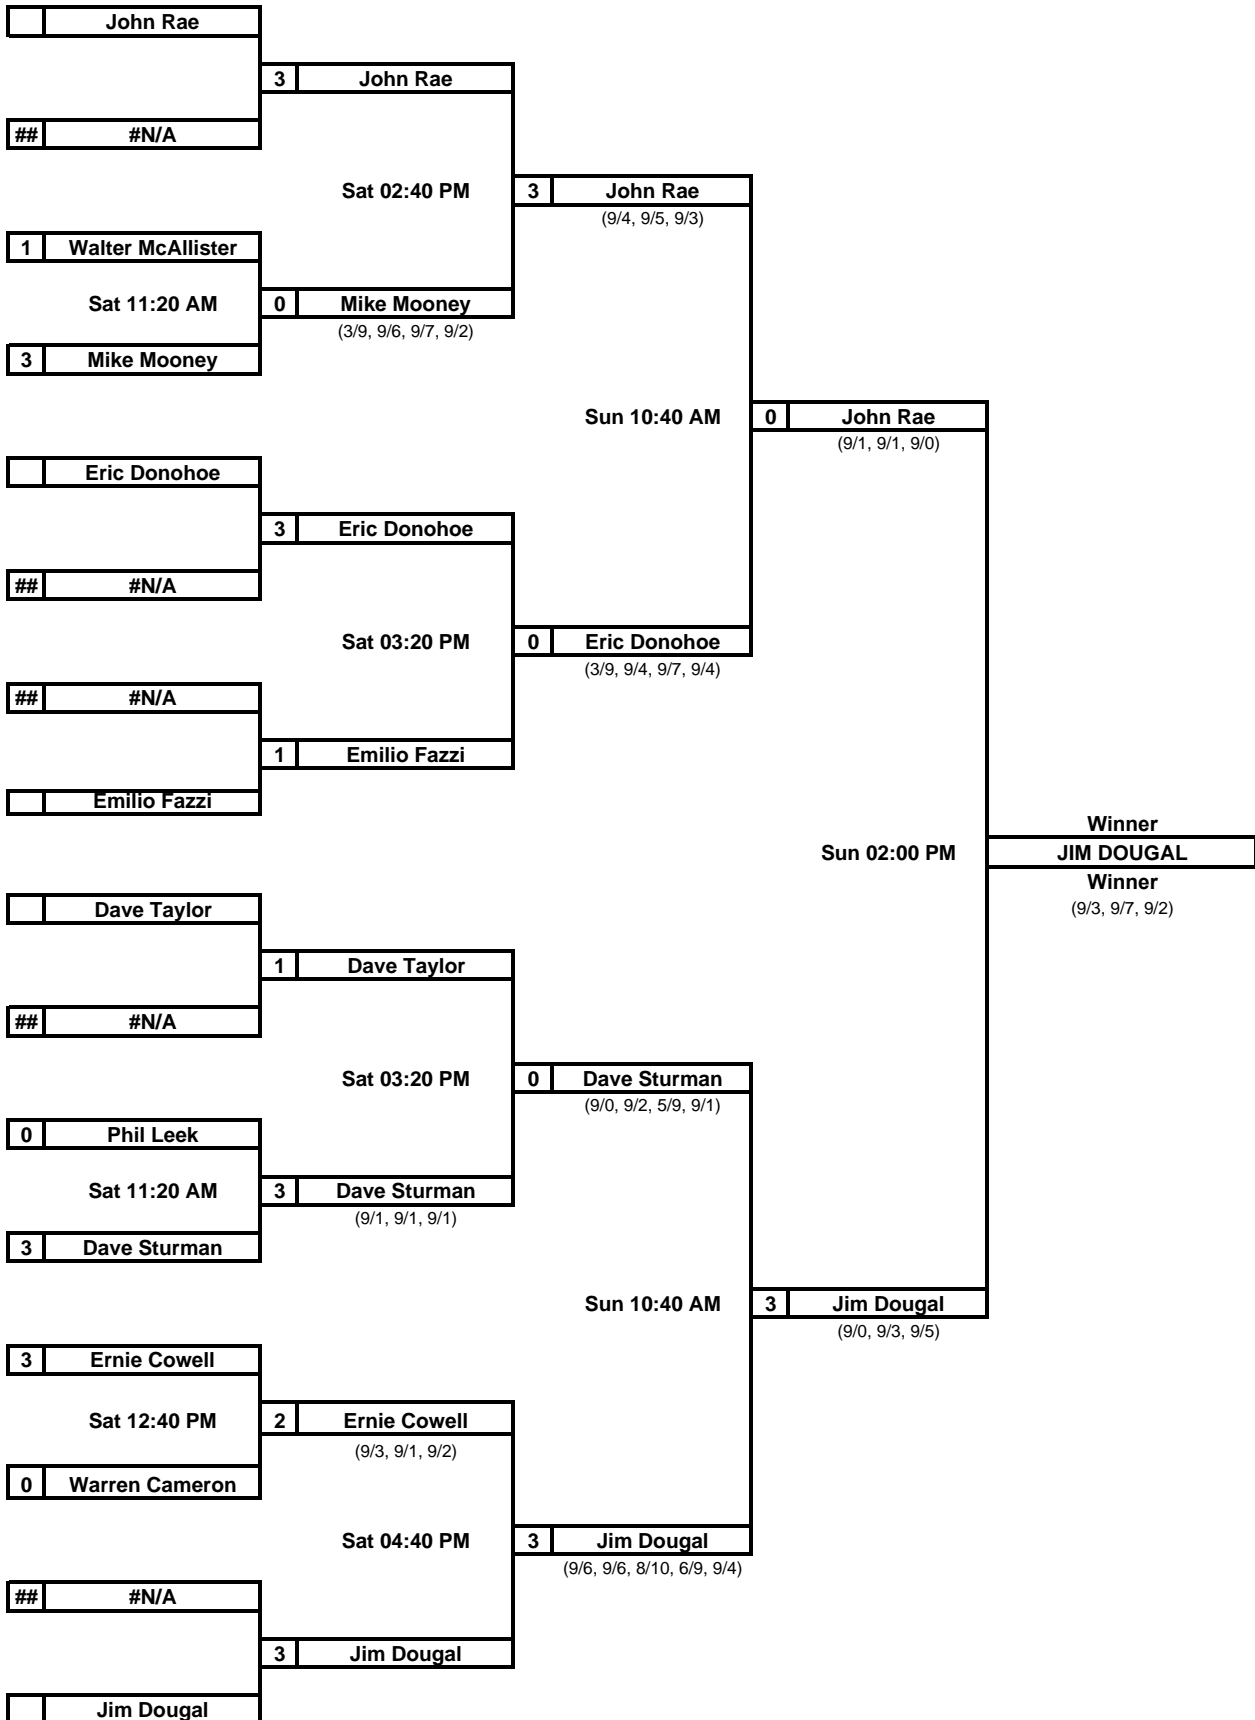 John Rae
3 John Rae
## #N/A
Sat 02:40 PM
3 John Rae
(9/4, 9/5, 9/3)
1 Walter McAllister
Sat 11:20 AM
0 Mike Mooney
(3/9, 9/6, 9/7, 9/2)
3 Mike Mooney
Sun 10:40 AM
0 John Rae
(9/1, 9/1, 9/0)
Eric Donohoe
3 Eric Donohoe
## #N/A
Sat 03:20 PM
0 Eric Donohoe
(3/9, 9/4, 9/7, 9/4)
## #N/A
1 Emilio Fazzi
Emilio Fazzi
Winner
Sun 02:00 PM
JIM DOUGAL
Winner
(9/3, 9/7, 9/2)
Dave Taylor
1 Dave Taylor
## #N/A
Sat 03:20 PM
0 Dave Sturman
(9/0, 9/2, 5/9, 9/1)
0 Phil Leek
Sat 11:20 AM
3 Dave Sturman
(9/1, 9/1, 9/1)
3 Dave Sturman
Sun 10:40 AM
3 Jim Dougal
(9/0, 9/3, 9/5)
3 Ernie Cowell
Sat 12:40 PM
2 Ernie Cowell
(9/3, 9/1, 9/2)
0 Warren Cameron
Sat 04:40 PM
3 Jim Dougal
(9/6, 9/6, 8/10, 6/9, 9/4)
## #N/A
3 Jim Dougal
Jim Dougal